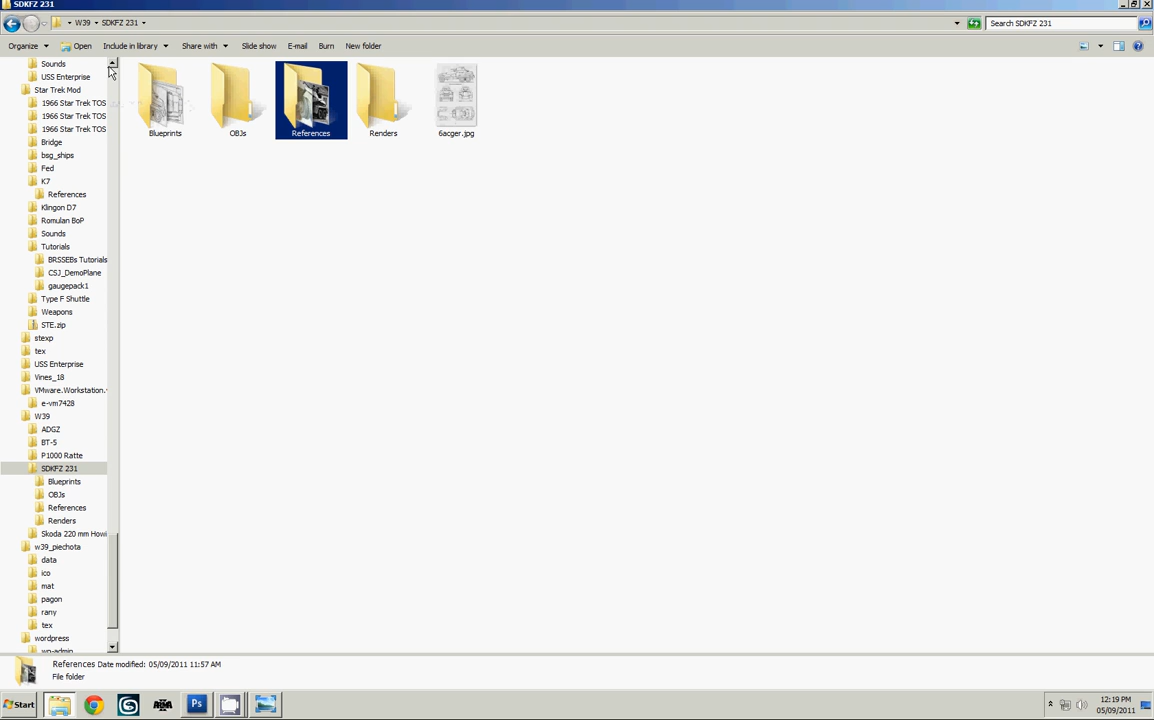 SDKFZ 231
W39
SDKFZ 231
Search SDKFZ 231
Organize
Open
Include in library
Share with
Slide show
E-mail
Burn
New folder
Sounds
USS Enterprise
Star Trek Mod
1966 Star Trek TOS
1966 Star Trek TOS
1966 Star Trek TOS
Bridge
bsg_ships
Fed
K7
References
Klingon D7
Romulan BoP
Sounds
Tutorials
BRSSEBs Tutorials
CSJ_DemoPlane
gaugepack1
Type F Shuttle
Weapons
STE.zip
stexp
tex
USS Enterprise
Vines_18
VMware.Workstation.
e-vm7428
W39
ADGZ
BT-5
P1000 Ratte
SDKFZ 231
Blueprints
OBJs
References
Renders
Skoda 220 mm Howi
w39_piechota
data
ico
mat
pagon
rany
tex
wordpress
wp-admin
Blueprints
OBJs
References
Renders
6acger.jpg
References Date modified: 05/09/2011 11:57 AM
File folder
Start
ArmA
Ps
12:19 PM
05/09/2011